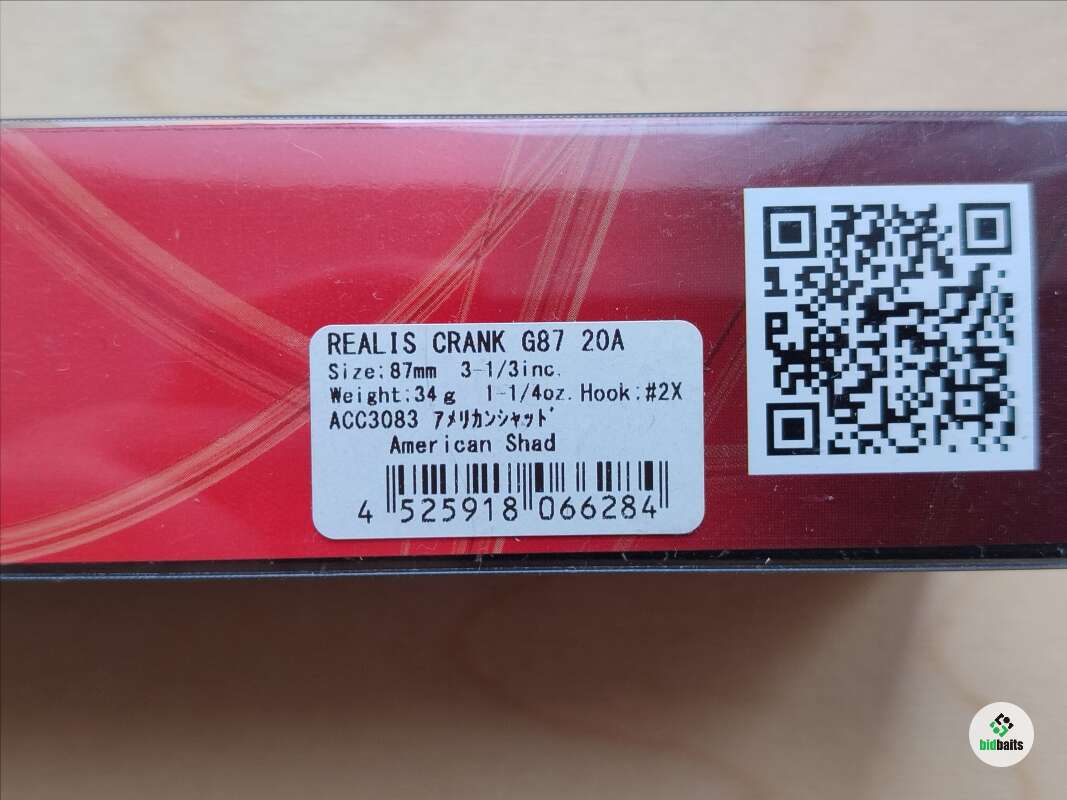 REALIS CRANK G87 20A
Size:87mm 3-1/3inc.
Weight:34g 1-1/4oz. Hook:#2X
ACC3083 ｱﾒﾘｶﾝｼｬｯﾄﾞ
American Shad
4 525918 066284
bidbaits